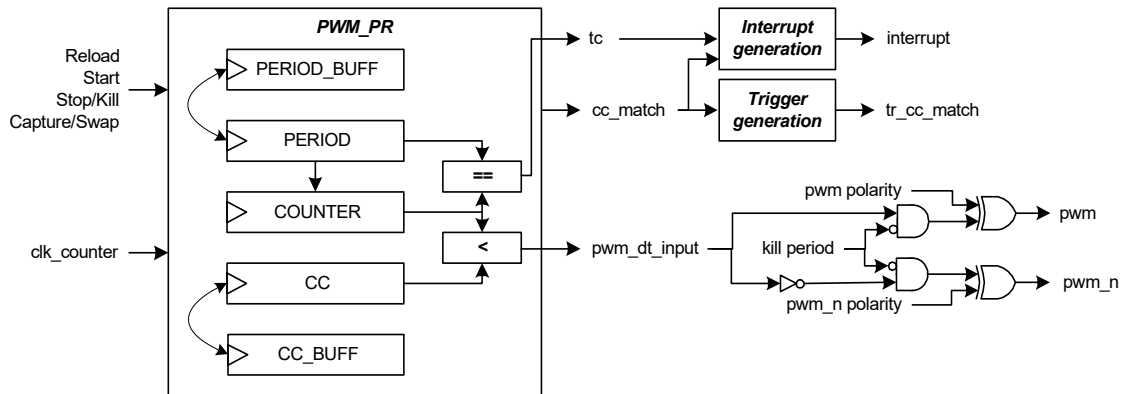 PWM_PR
Reload
Start
Stop/Kill
Capture/Swap
clk_counter
PERIOD_BUFF
PERIOD
COUNTER
CC
CC_BUFF
==
<
tc
cc_match
pwm_dt_input
Interrupt
generation
interrupt
Trigger
generation
tr_cc_match
pwm polarity
kill period
pwm_n polarity
pwm
pwm_n